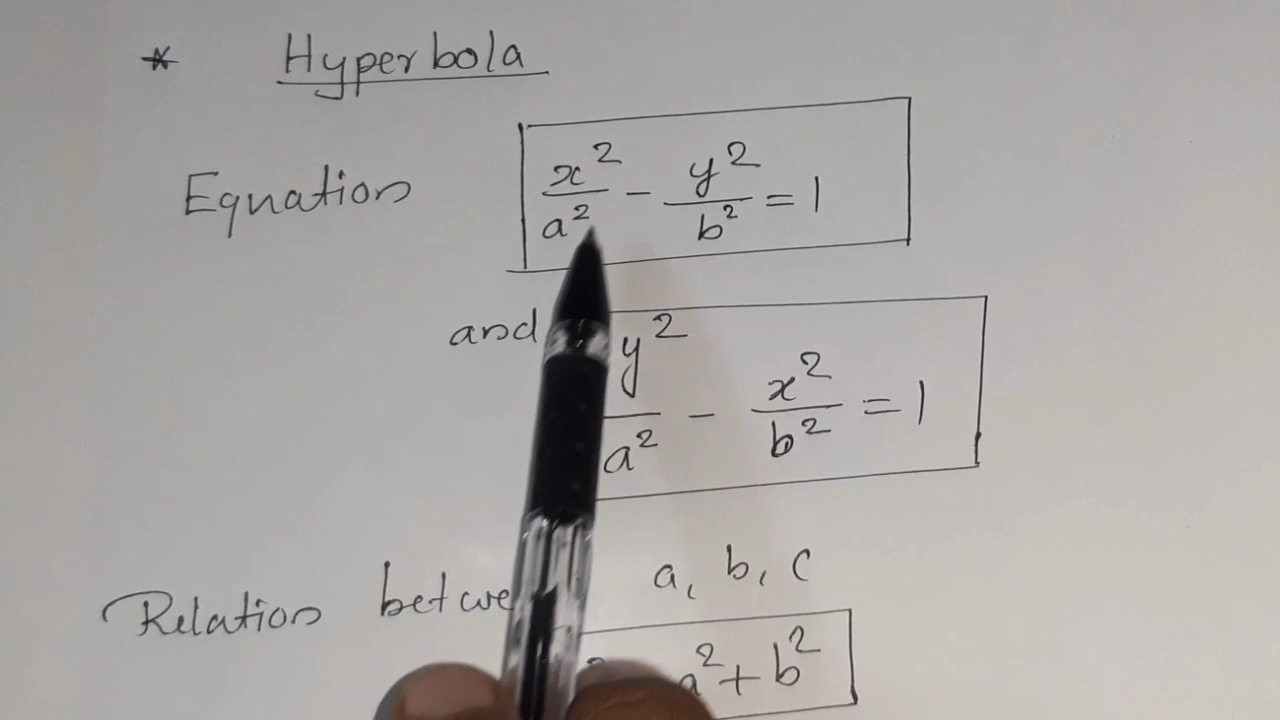 * Hyperbola
Equation x²/a² - y²/b² = 1
and y²/a² - x²/b² = 1
Relation betwe a, b, c
a² + b²